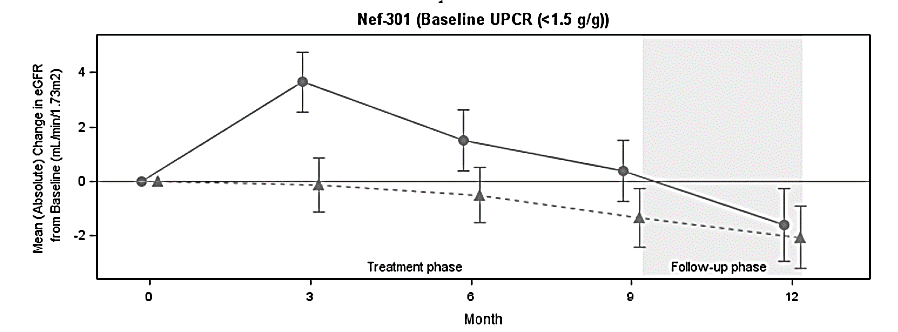 Nef-301 (Baseline UPCR (<1.5 g/g))
Mean (Absolute) Change in eGFR
from Baseline (mL/min/1.73m2)
4
2
0
-2
Treatment phase
Follow-up phase
0
3
6
9
12
Month